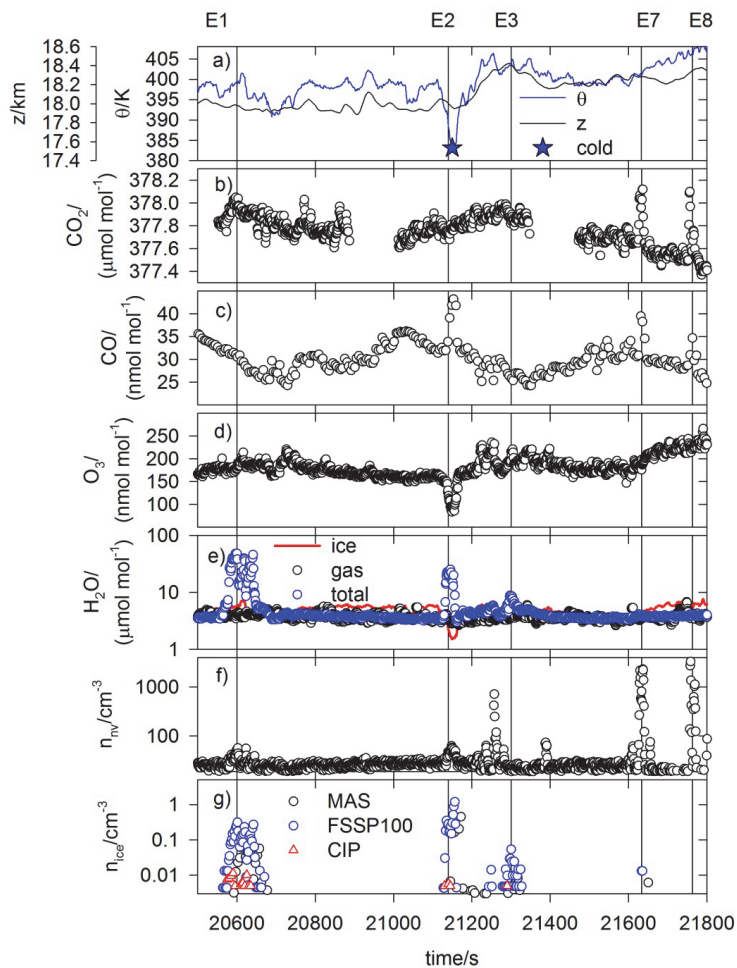 E1 E2 E3 E7 E8
a)
z/km
18.6
18.4
18.2
18.0
17.8
17.6
17.4
θ/K
405
400
395
390
385
380
θ
z
cold
b)
CO₂/
(μmol mol⁻¹)
378.2
378.0
377.8
377.6
377.4
c)
CO/
(nmol mol⁻¹)
40
35
30
25
d)
O₃/
(nmol mol⁻¹)
250
200
150
100
e)
H₂O/
(μmol mol⁻¹)
100
10
1
ice
gas
total
f)
nₙᵥ/cm⁻³
1000
100
g)
n_ice/cm⁻³
1
0.1
0.01
MAS
FSSP100
CIP
20600 20800 21000 21200 21400 21600 21800
time/s